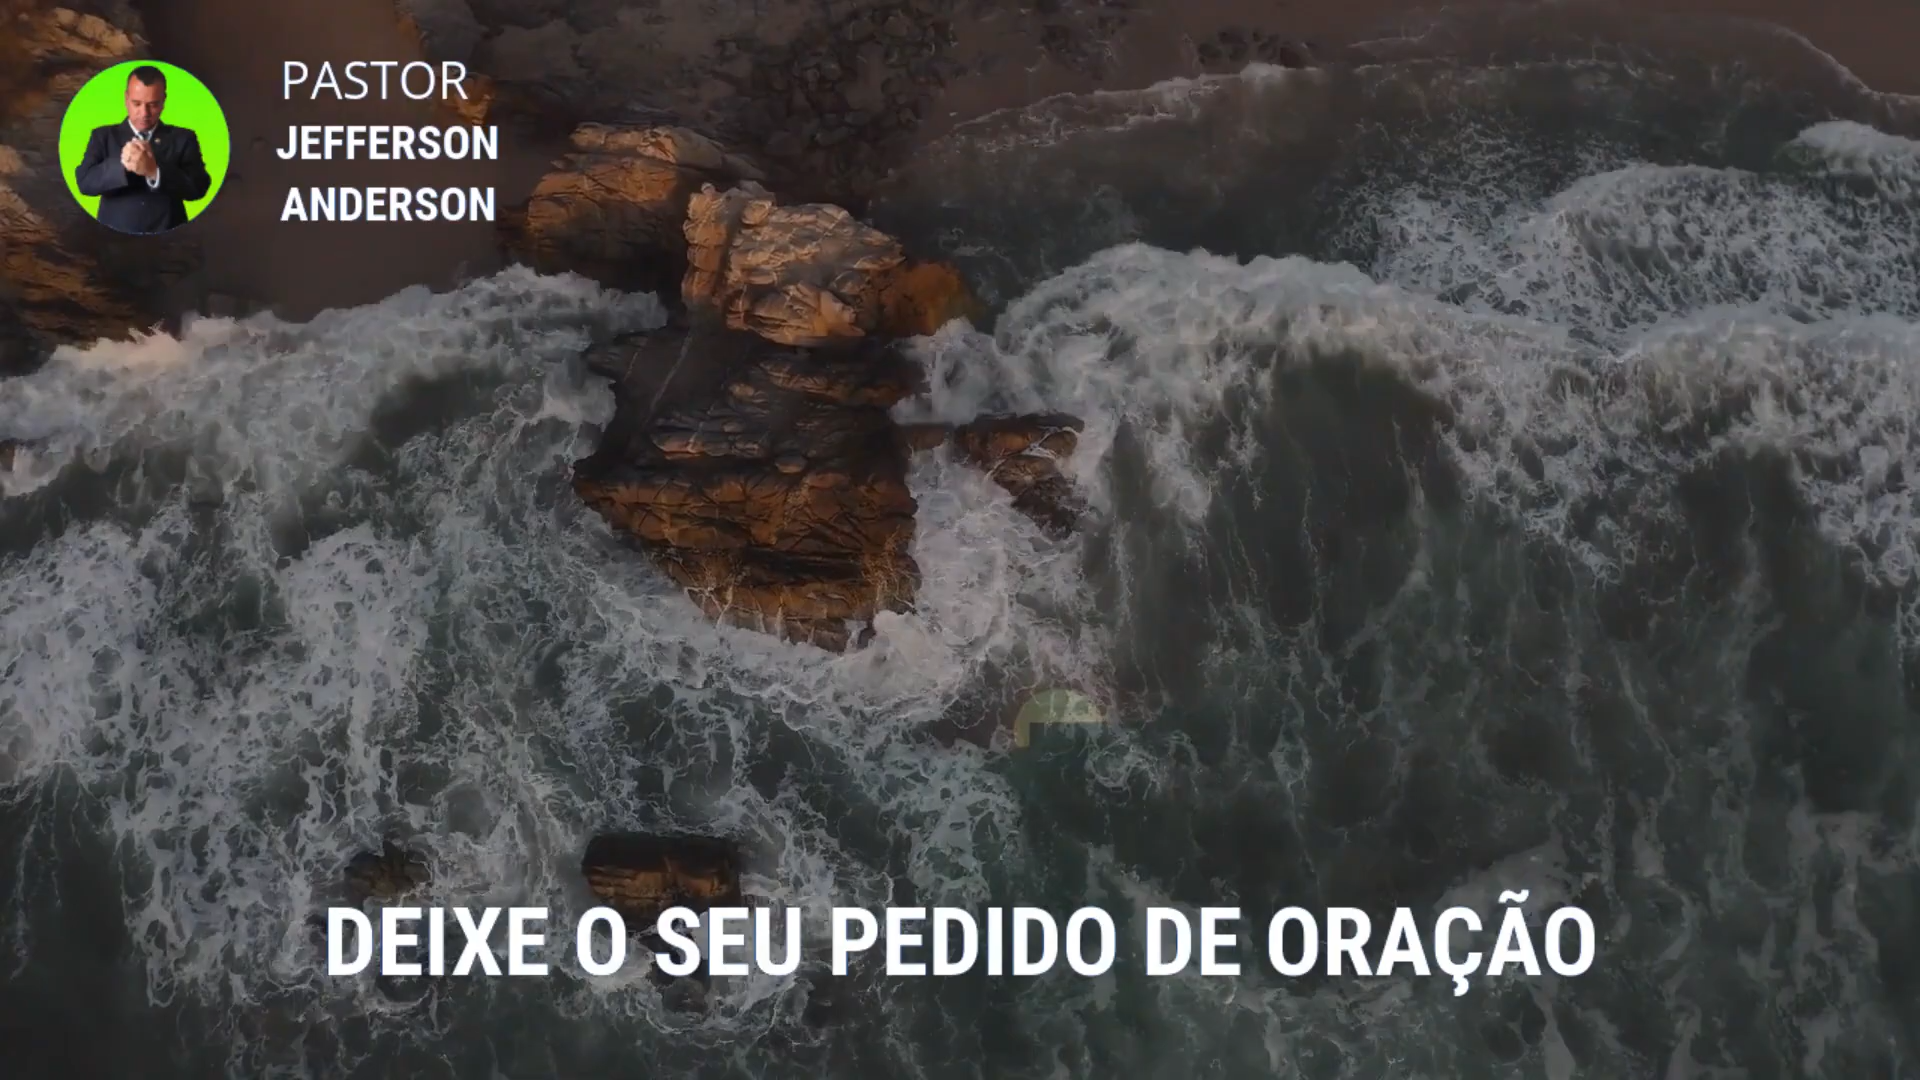 PASTOR
JEFFERSON
ANDERSON
DEIXE O SEU PEDIDO DE ORAÇÃO